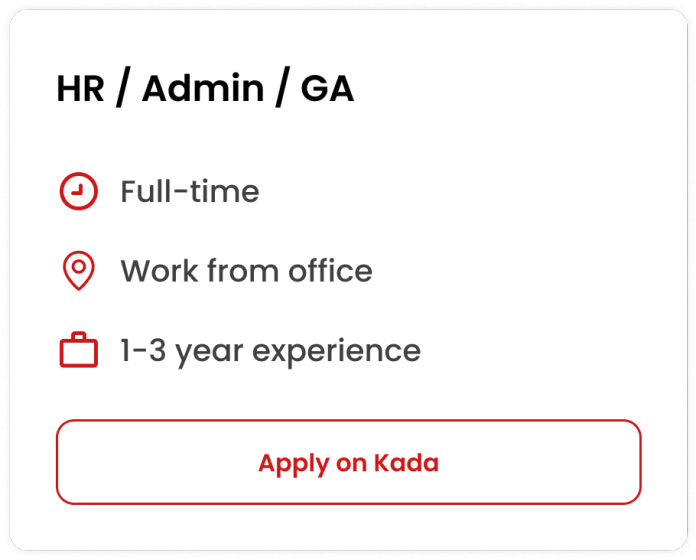 HR / Admin / GA
Full-time
Work from office
1-3 year experience
Apply on Kada